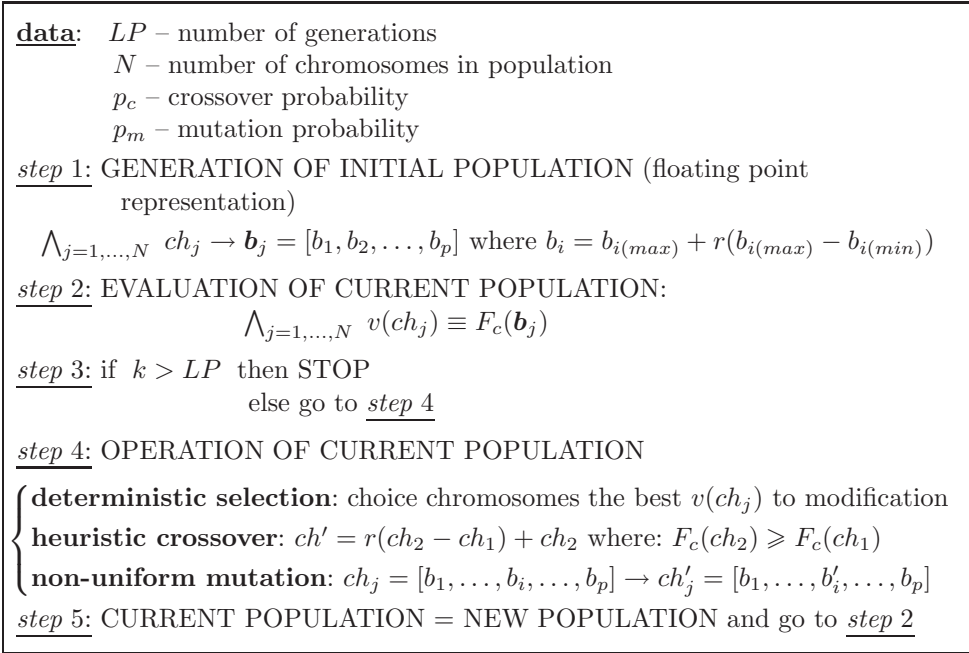 data: LP – number of generations
N – number of chromosomes in population
p_c – crossover probability
p_m – mutation probability
step 1: GENERATION OF INITIAL POPULATION (floating point
representation)
⋀_{j=1,...,N} ch_j → b_j = [b_1, b_2, . . . , b_p] where b_i = b_{i(max)} + r(b_{i(max)} − b_{i(min)})
step 2: EVALUATION OF CURRENT POPULATION:
⋀_{j=1,...,N} v(ch_j) ≡ F_c(b_j)
step 3: if k > LP then STOP
else go to step 4
step 4: OPERATION OF CURRENT POPULATION
deterministic selection: choice chromosomes the best v(ch_j) to modification
heuristic crossover: ch′ = r(ch_2 − ch_1) + ch_2 where: F_c(ch_2) ⩾ F_c(ch_1)
non-uniform mutation: ch_j = [b_1, . . . , b_i, . . . , b_p] → ch′_j = [b_1, . . . , b′_i, . . . , b_p]
step 5: CURRENT POPULATION = NEW POPULATION and go to step 2